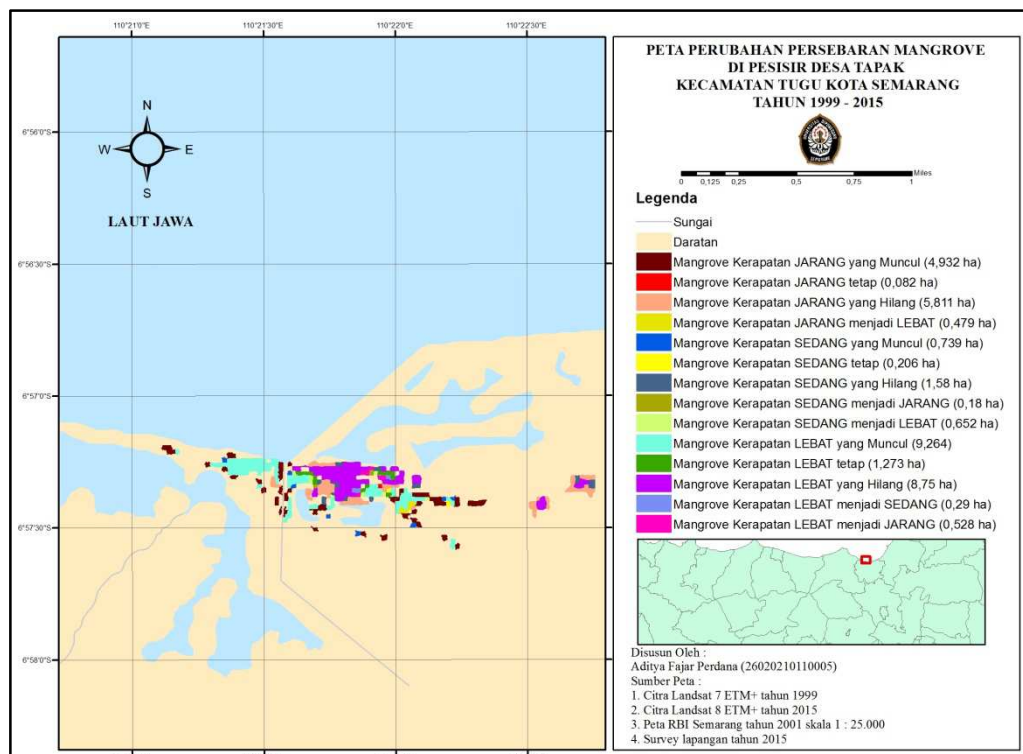 110°21'0"E
110°21'30"E
110°22'0"E
110°22'30"E
6°56'0"S
6°56'30"S
6°57'0"S
6°57'30"S
6°58'0"S
N
W
E
S
LAUT JAWA
PETA PERUBAHAN PERSEBARAN MANGROVE
DI PESISIR DESA TAPAK
KECAMATAN TUGU KOTA SEMARANG
TAHUN 1999 - 2015
Miles
0 0,125 0,25 0,5 0,75 1
Legenda
Sungai
Daratan
Mangrove Kerapatan JARANG yang Muncul (4,932 ha)
Mangrove Kerapatan JARANG tetap (0,082 ha)
Mangrove Kerapatan JARANG yang Hilang (5,811 ha)
Mangrove Kerapatan JARANG menjadi LEBAT (0,479 ha)
Mangrove Kerapatan SEDANG yang Muncul (0,739 ha)
Mangrove Kerapatan SEDANG tetap (0,206 ha)
Mangrove Kerapatan SEDANG yang Hilang (1,58 ha)
Mangrove Kerapatan SEDANG menjadi JARANG (0,18 ha)
Mangrove Kerapatan SEDANG menjadi LEBAT (0,652 ha)
Mangrove Kerapatan LEBAT yang Muncul (9,264)
Mangrove Kerapatan LEBAT tetap (1,273 ha)
Mangrove Kerapatan LEBAT yang Hilang (8,75 ha)
Mangrove Kerapatan LEBAT menjadi SEDANG (0,29 ha)
Mangrove Kerapatan LEBAT menjadi JARANG (0,528 ha)
Disusun Oleh :
Aditya Fajar Perdana (26020210110005)
Sumber Peta :
1. Citra Landsat 7 ETM+ tahun 1999
2. Citra Landsat 8 ETM+ tahun 2015
3. Peta RBI Semarang tahun 2001 skala 1 : 25.000
4. Survey lapangan tahun 2015